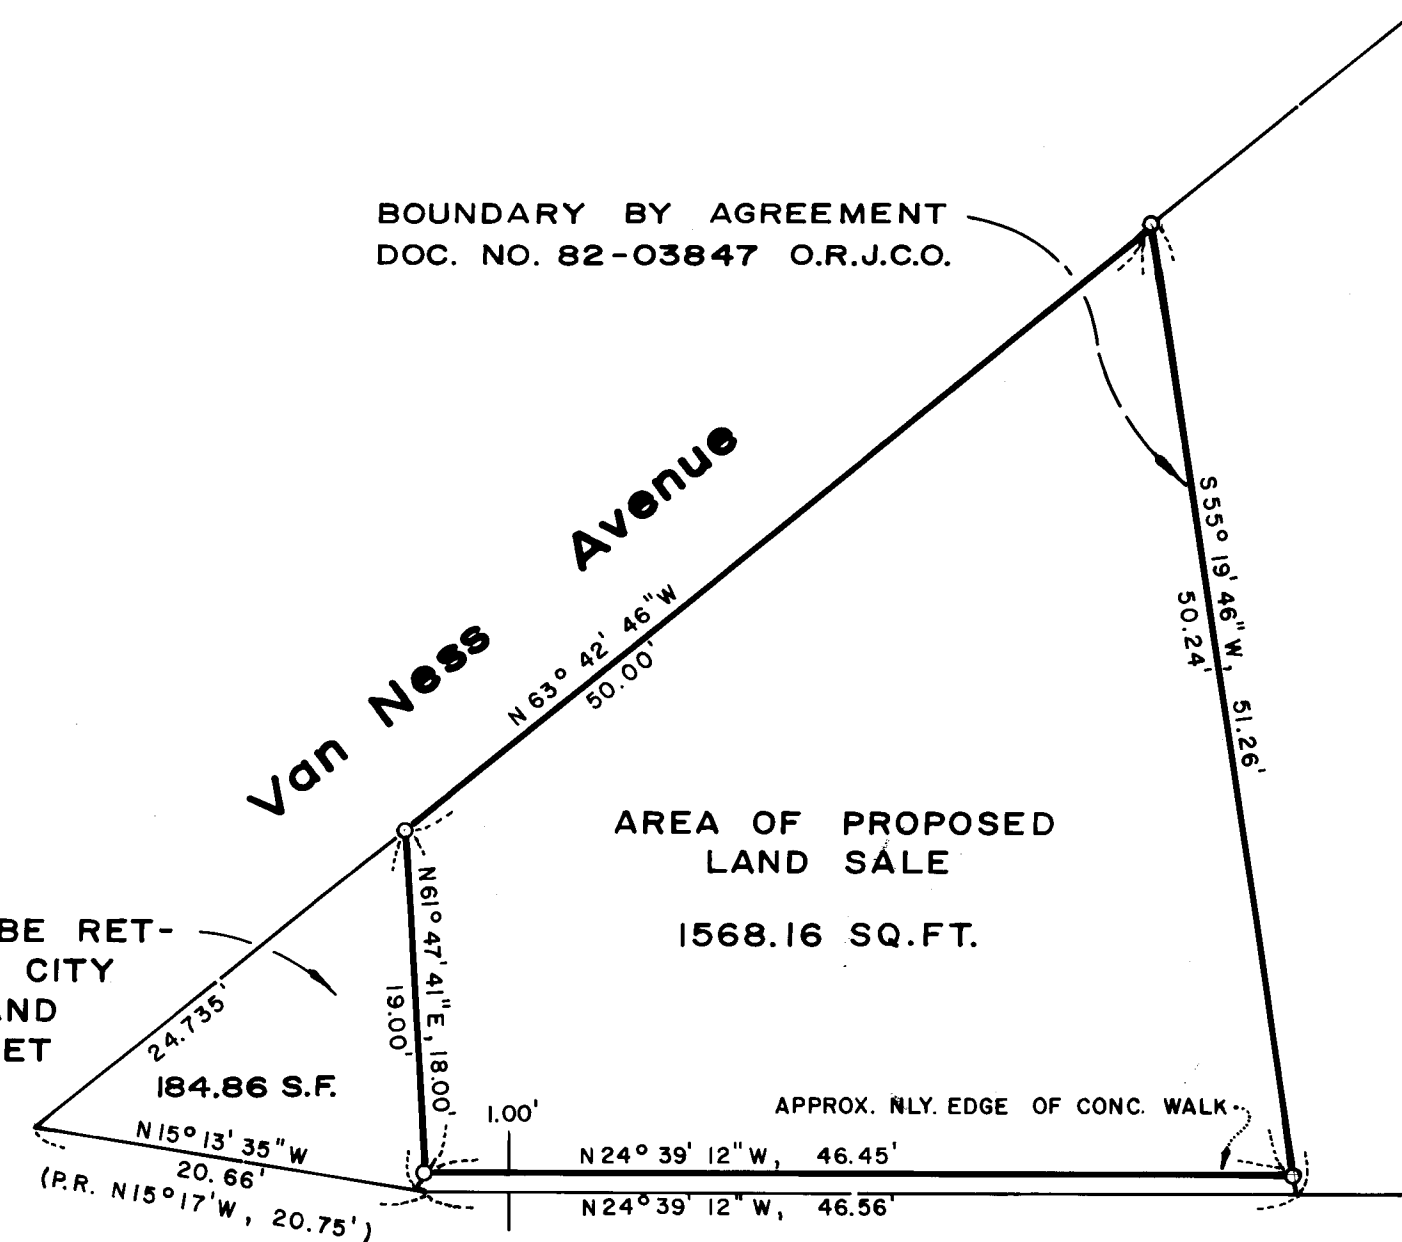 BOUNDARY BY AGREEMENT
DOC. NO. 82-03847 O.R.J.C.O.
Van Ness Avenue
N 63° 42' 46" W
50.00'
S 55° 19' 46" W, 51.26'
50.24'
AREA OF PROPOSED
LAND SALE
1568.16 SQ.FT.
N61° 47' 41" E, 18.00'
19.00'
BE RET-
CITY
AND
ET
24.735'
184.86 S.F.
N 15° 13' 35" W
20.66'
(P.R. N 15° 17' W, 20.75')
1.00'
APPROX. NLY. EDGE OF CONC. WALK
N 24° 39' 12" W, 46.45'
N 24° 39' 12" W, 46.56'